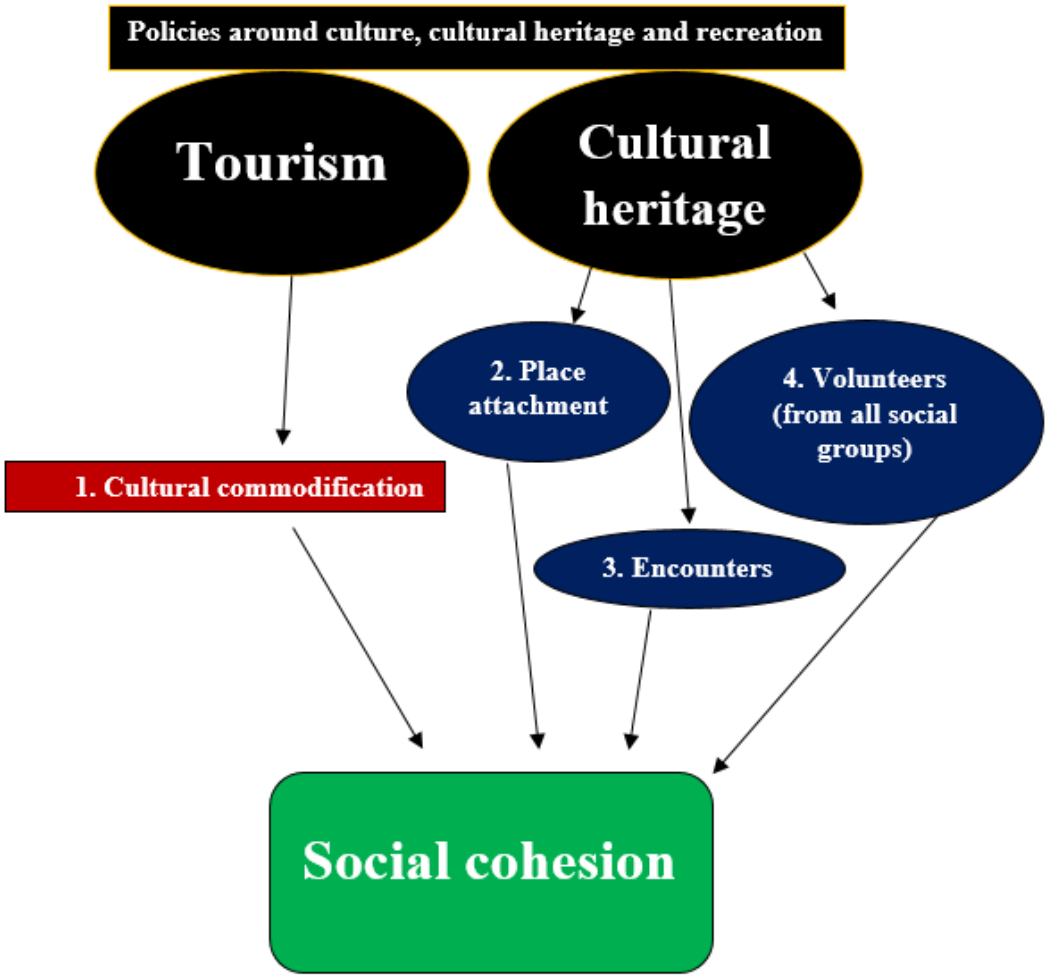 Policies around culture, cultural heritage and recreation
Tourism
Cultural
heritage
2. Place
attachment
4. Volunteers
(from all social
groups)
1. Cultural commodification
3. Encounters
Social cohesion